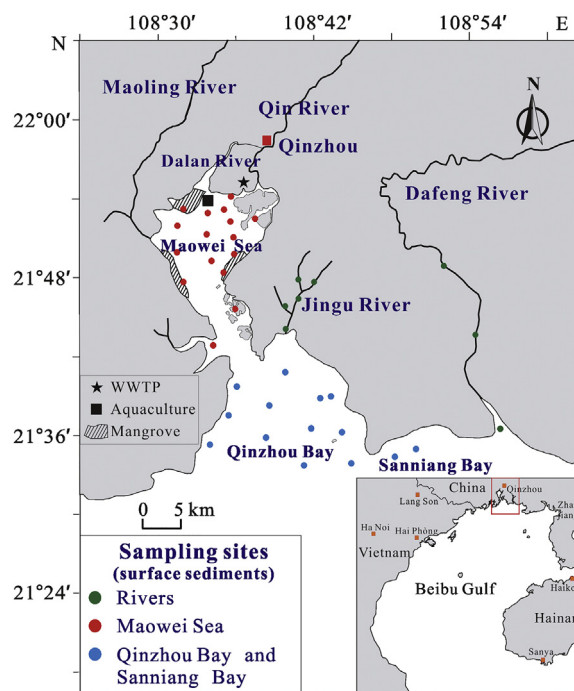 108°30′
108°42′
108°54′
N
E
Maoling River
N
Qin River
22°00′
Qinzhou
Dalan River
Dafeng River
Maowei Sea
21°48′
Jingu River
WWTP
Aquaculture
Mangrove
21°36′
Qinzhou Bay
Sanniang Bay
China
Qinzhou
Lang Son
Zha
Jian
0 5 km
Ha Noi
Hai Phòng
Vietnam
Sampling sites
(surface sediments)
21°24′
Beibu Gulf
Haiko
Rivers
Hainan
Maowei Sea
Sanya
Qinzhou Bay and
Sanniang Bay